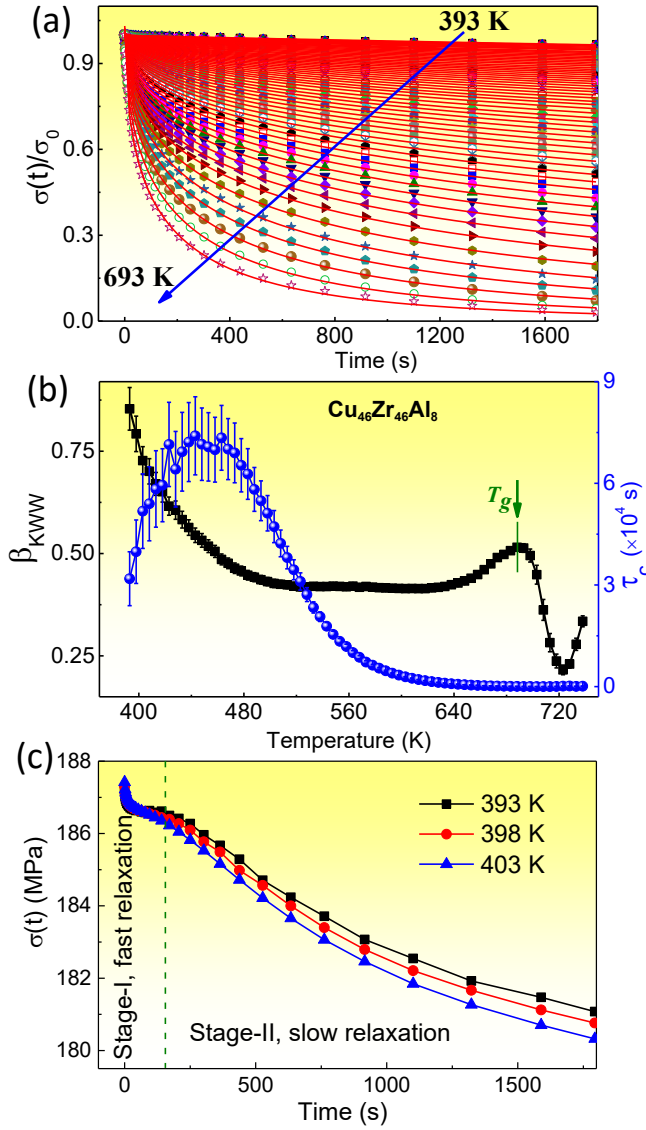 (a)
393 K
693 K
σ(t)/σ0
0.9
0.6
0.3
0.0
0 400 800 1200 1600
Time (s)
(b)
Cu46Zr46Al8
Tg
βKWW
0.75
0.50
0.25
τc (×10^4 s)
9
6
3
0
400 480 560 640 720
Temperature (K)
(c)
σ(t) (MPa)
188
186
184
182
180
393 K
398 K
403 K
Stage-I, fast relaxation
Stage-II, slow relaxation
0 500 1000 1500
Time (s)